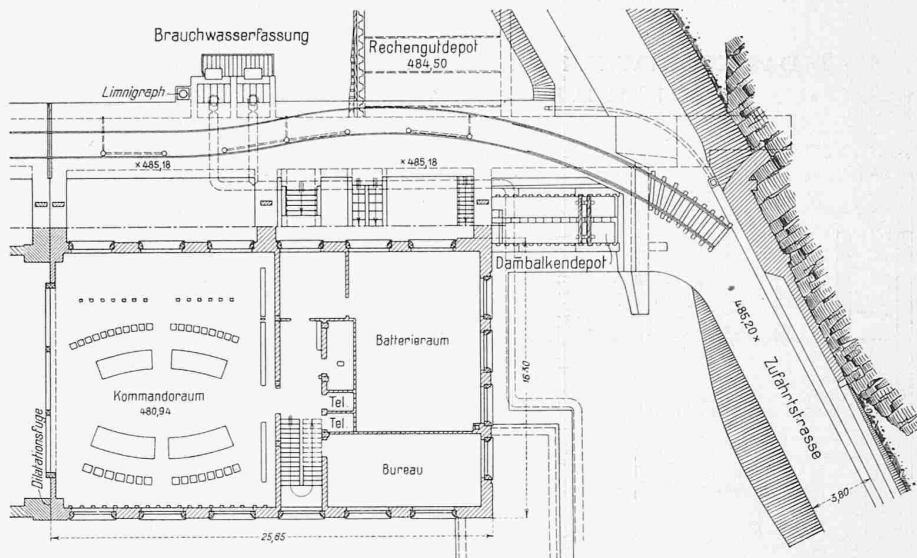 Brauchwasserfassung
Rechengutdepot
484,50
Limnigraph
× 485,18
× 485,18
Dambalkendepot
485,20 ×
Zufahrtstrasse
3,80
Batterieraum
Kommandoraum
480,94
Tel.
Tel.
Bureau
16,40
Dilatationsfuge
25,65